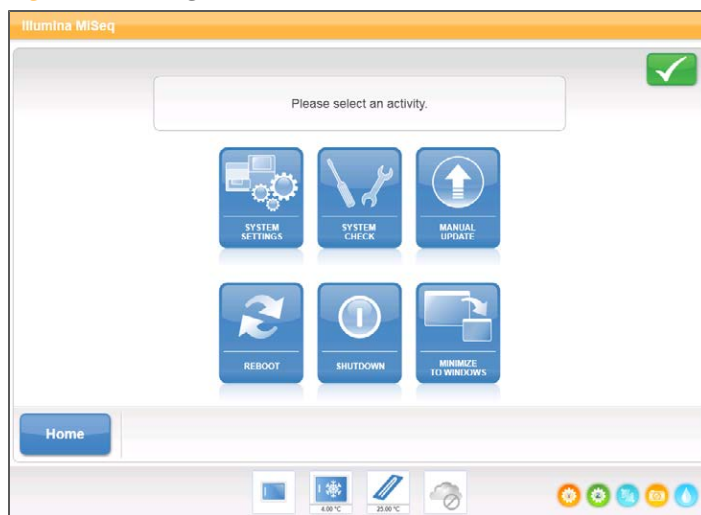 Illumina MiSeq
Please select an activity.
SYSTEM
SETTINGS
SYSTEM
CHECK
MANUAL
UPDATE
REBOOT
SHUTDOWN
MINIMIZE
TO WINDOWS
Home
4.00 °C
25.00 °C